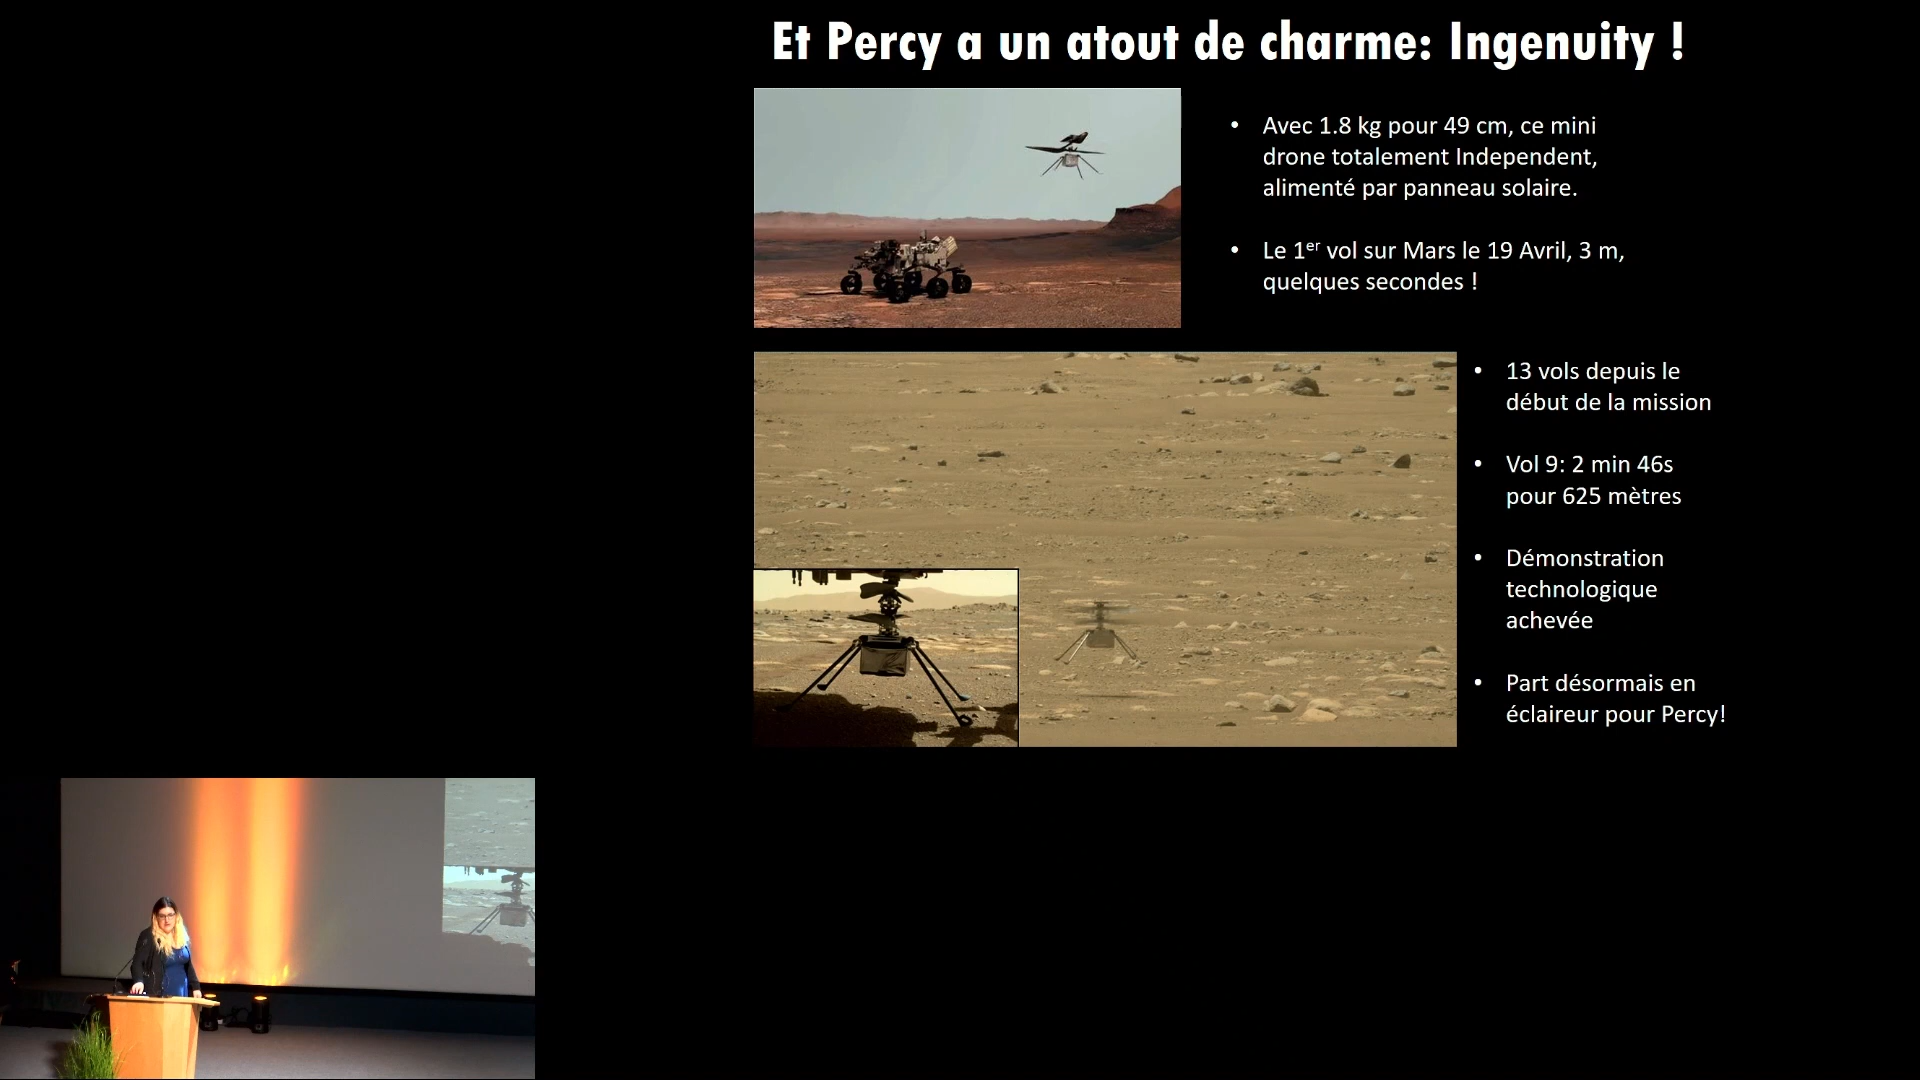 Et Percy a un atout de charme: Ingenuity !
• Avec 1.8 kg pour 49 cm, ce mini
drone totalement Independent,
alimenté par panneau solaire.
• Le 1er vol sur Mars le 19 Avril, 3 m,
quelques secondes !
• 13 vols depuis le
début de la mission
• Vol 9: 2 min 46s
pour 625 mètres
• Démonstration
technologique
achevée
• Part désormais en
éclaireur pour Percy!